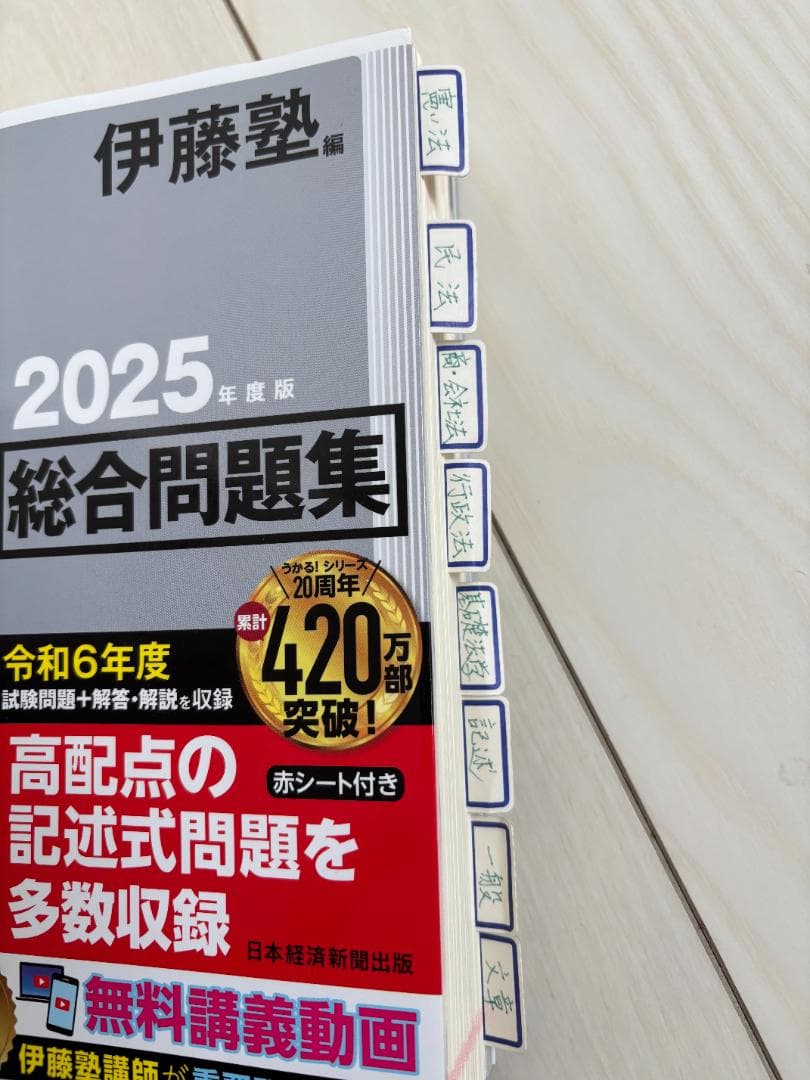 伊藤塾編
2025年度版
総合問題集
うかる!シリーズ
20周年
累計
420万部
突破!
令和6年度
試験問題+解答・解説を収録
赤シート付き
高配点の
記述式問題を
多数収録
日本経済新聞出版
無料講義動画
伊藤塾講師が
憲法
民法
商・会社法
行政法
基礎法学
記述
一般
文章